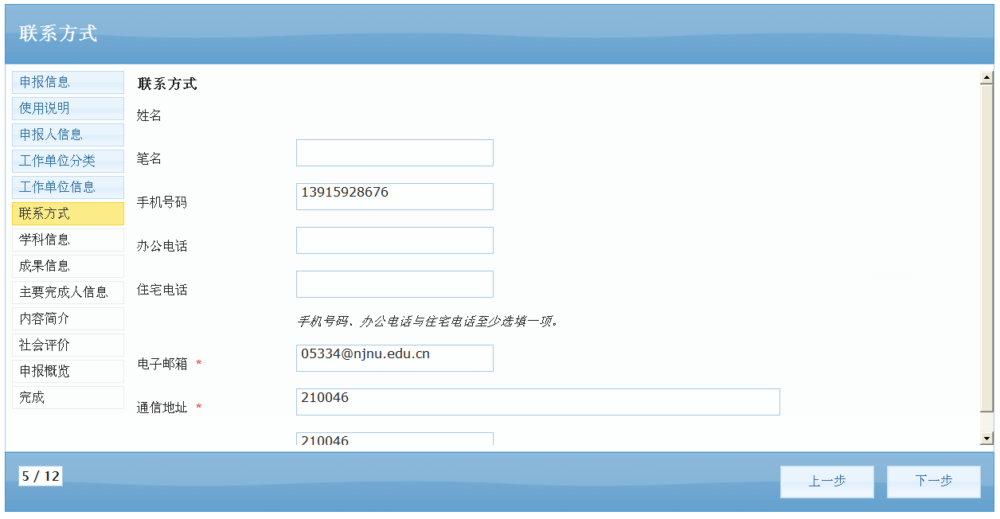 联系方式
申报信息
使用说明
申报人信息
工作单位分类
工作单位信息
联系方式
学科信息
成果信息
主要完成人信息
内容简介
社会评价
申报概览
完成
联系方式
姓名
笔名
手机号码 13915928676
办公电话
住宅电话
手机号码、办公电话与住宅电话至少选填一项。
电子邮箱 * 05334@njnu.edu.cn
通信地址 * 210046
210046
5 / 12
上一步
下一步